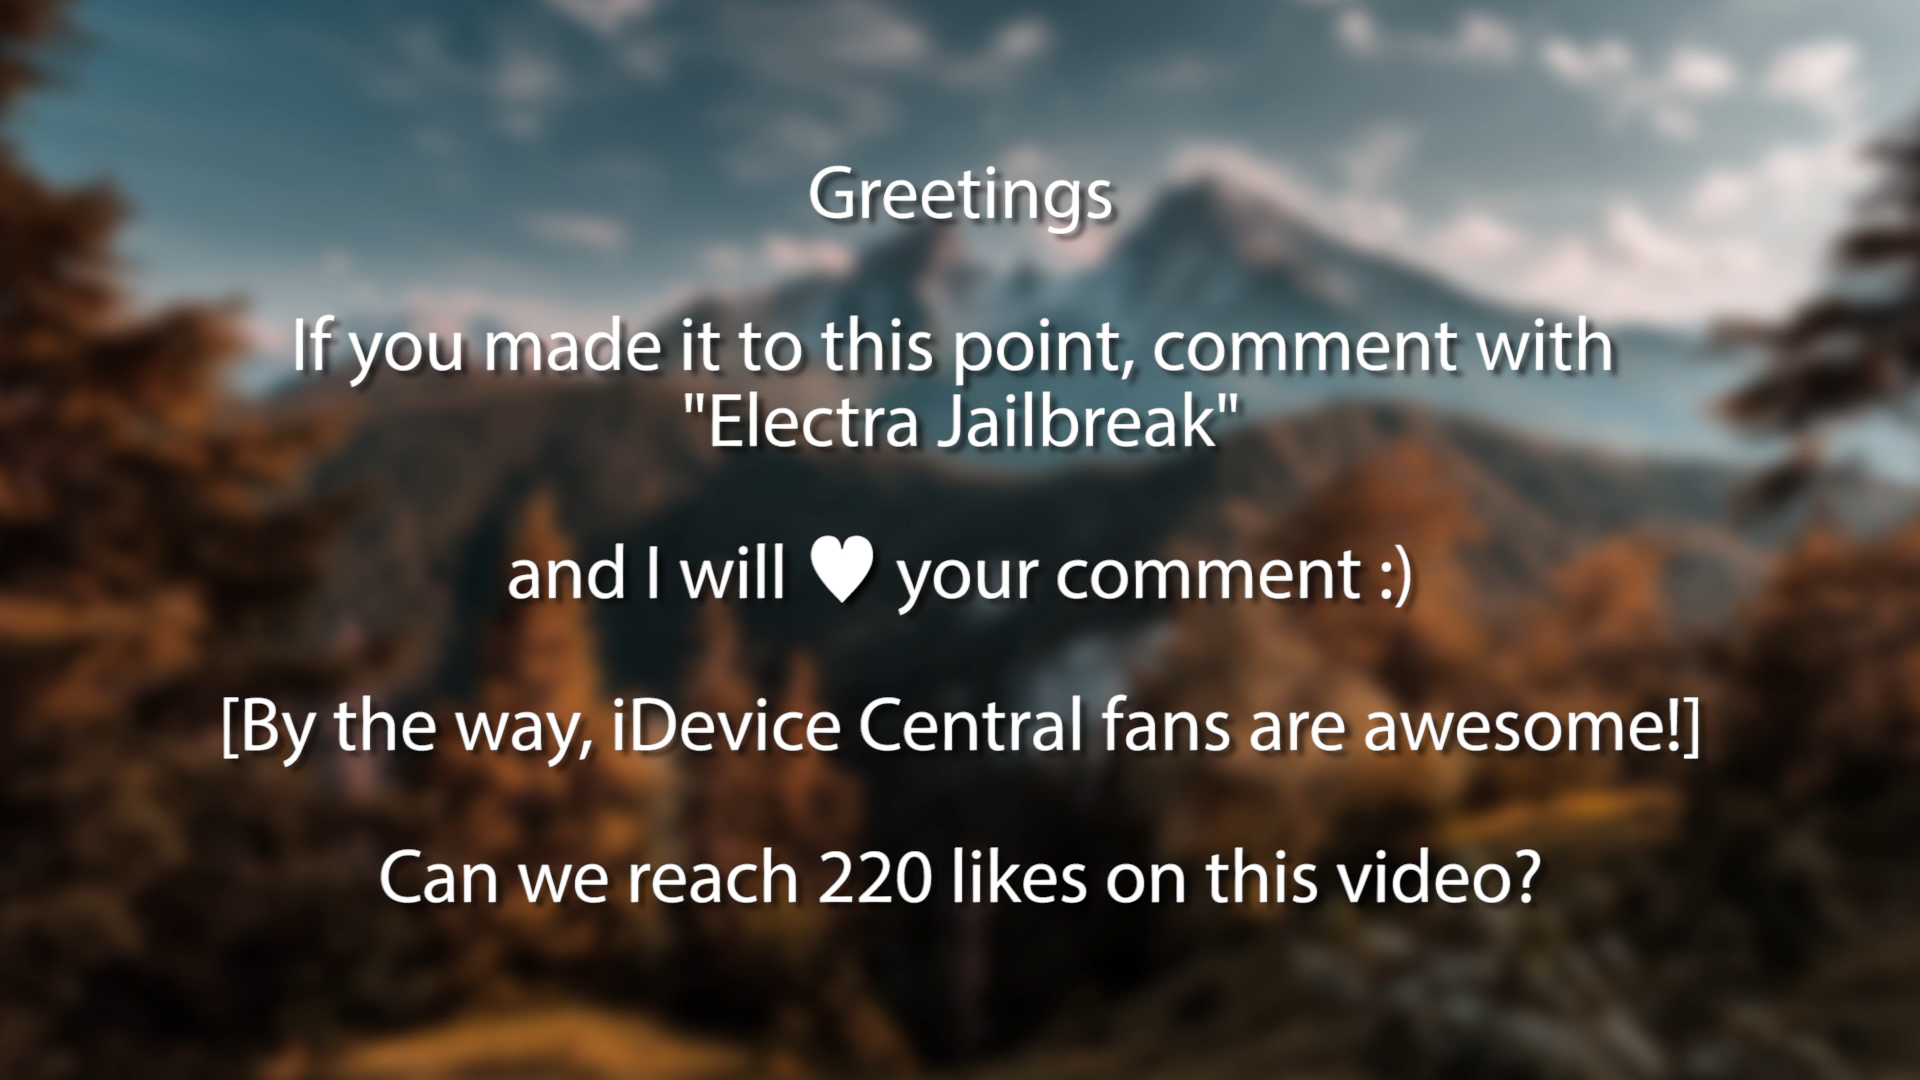 Greetings
If you made it to this point, comment with
"Electra Jailbreak"
and I will ♥ your comment :)
[By the way, iDevice Central fans are awesome!]
Can we reach 220 likes on this video?